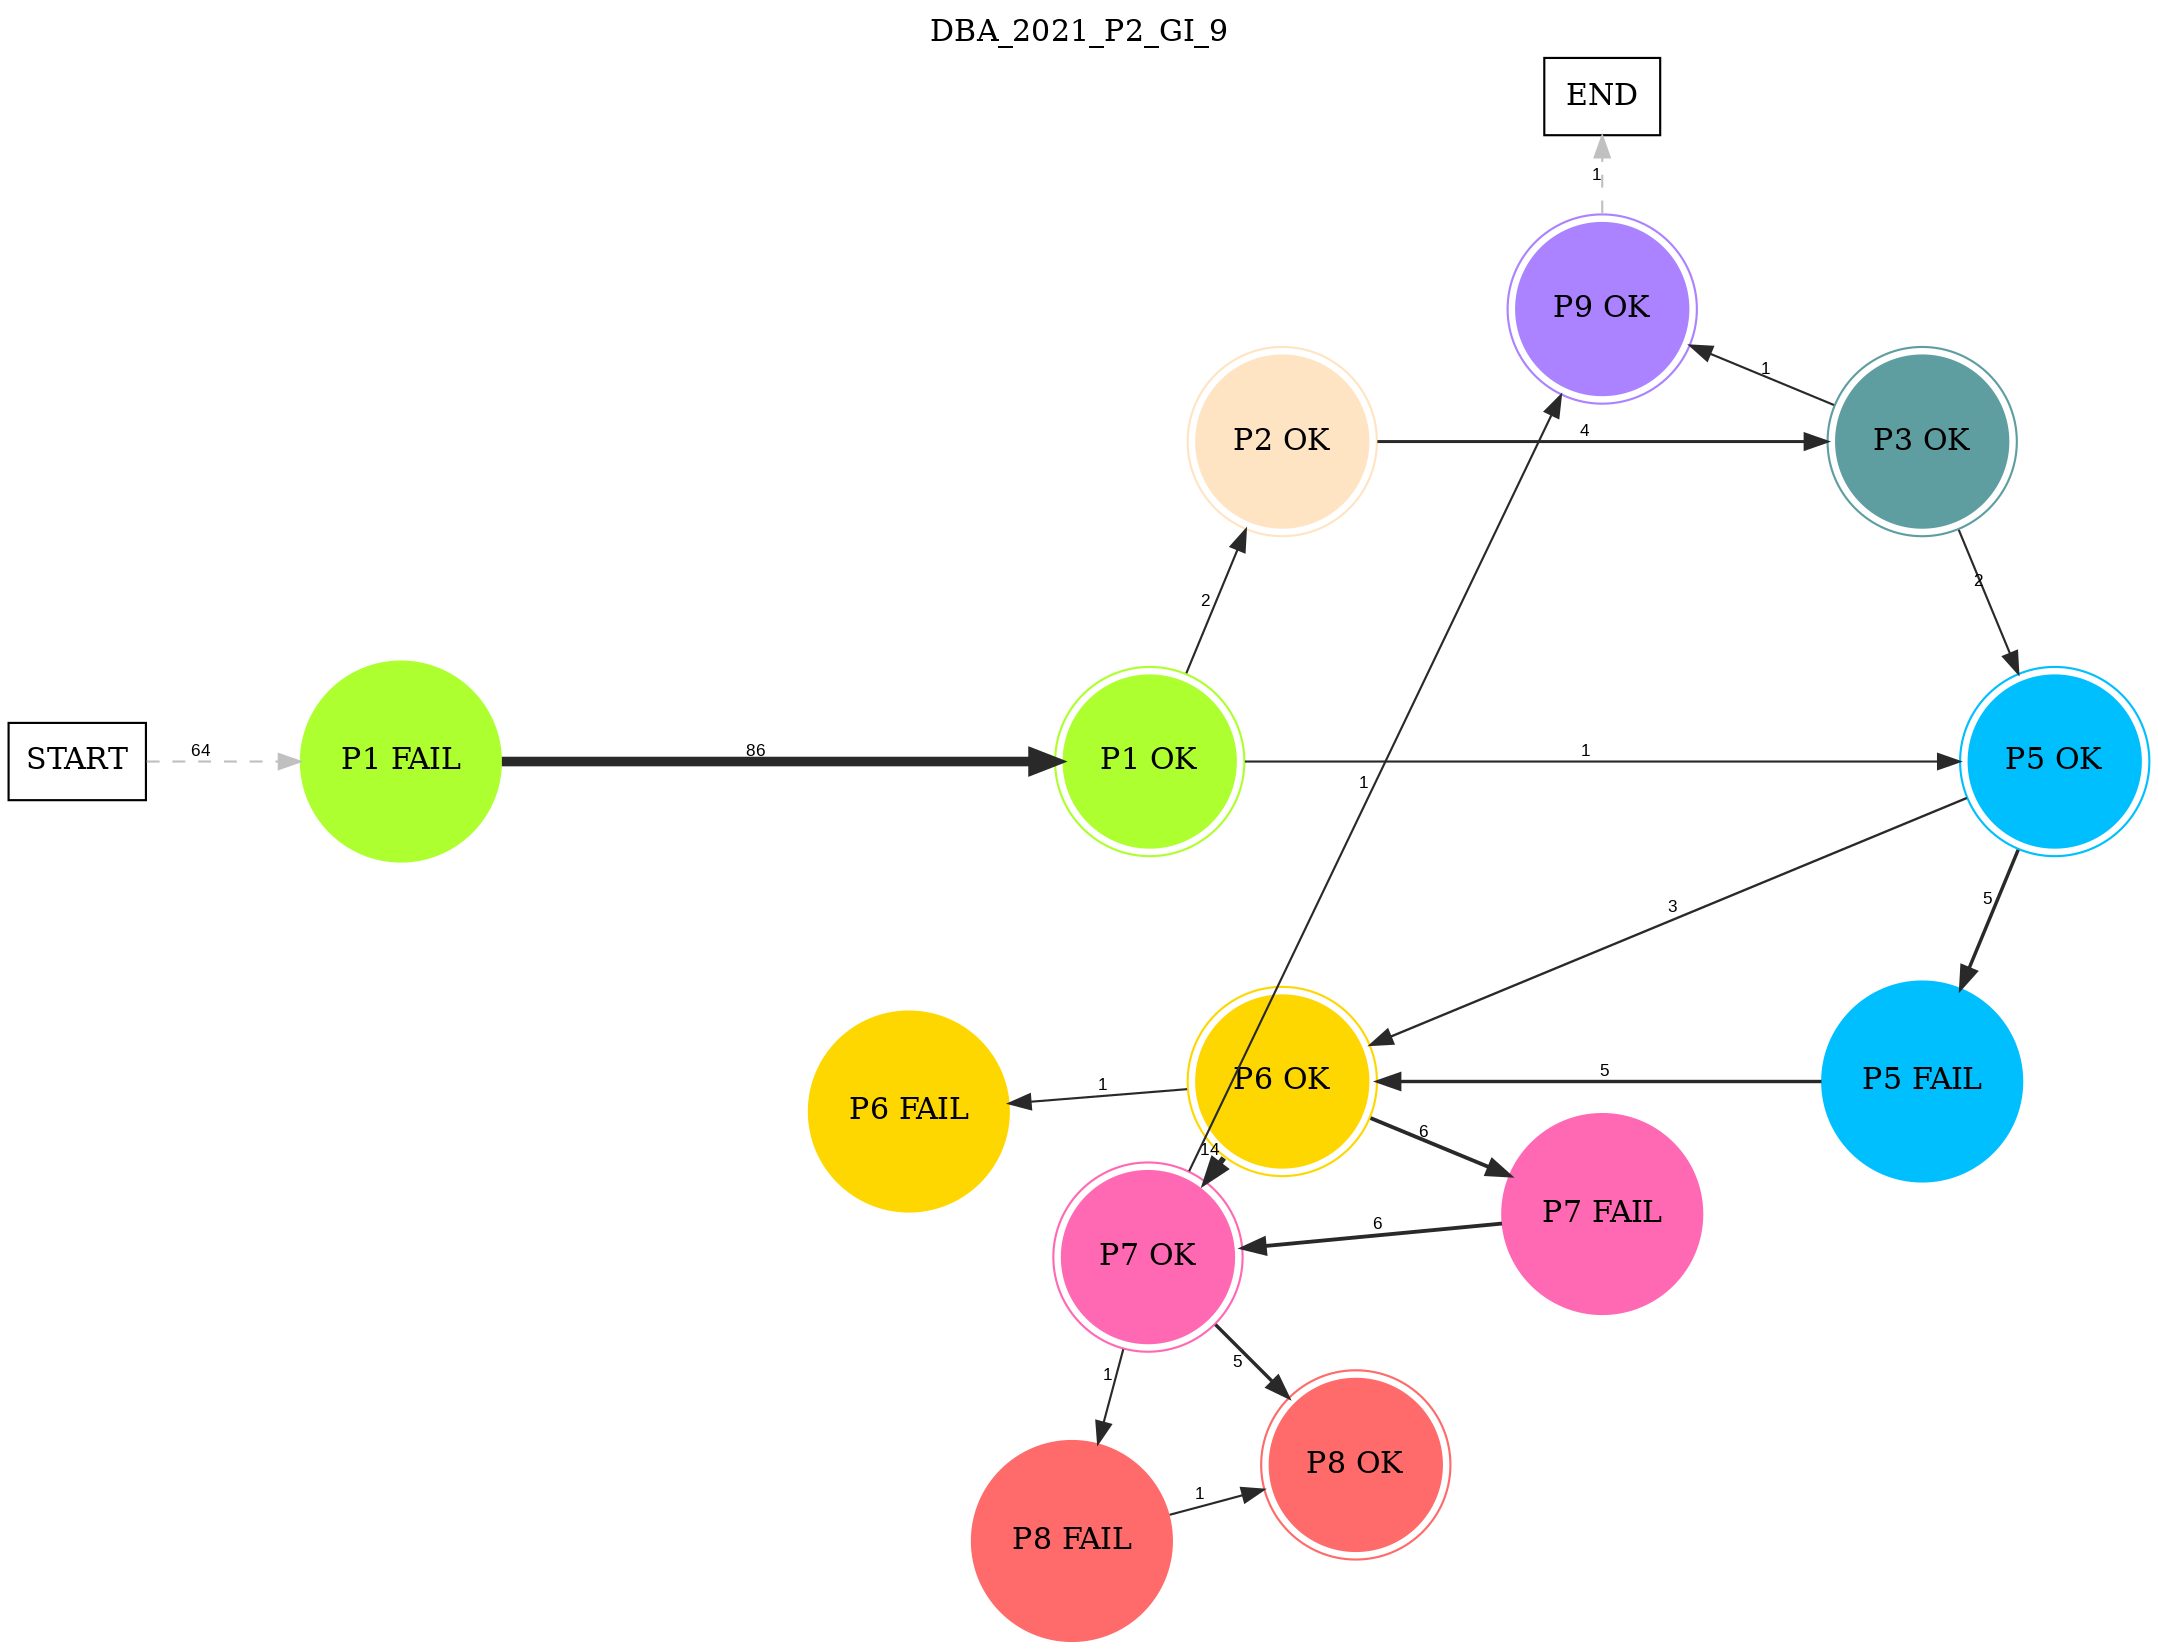 DBA_2021_P2_GI_9
END
1
P9 OK
1
P2 OK
4
P3 OK
2
2
START
64
P1 FAIL
86
P1 OK
1
P5 OK
1
3
5
P6 FAIL
1
P6 OK
5
P5 FAIL
14
6
P7 FAIL
6
P7 OK
1
5
P8 OK
1
P8 FAIL